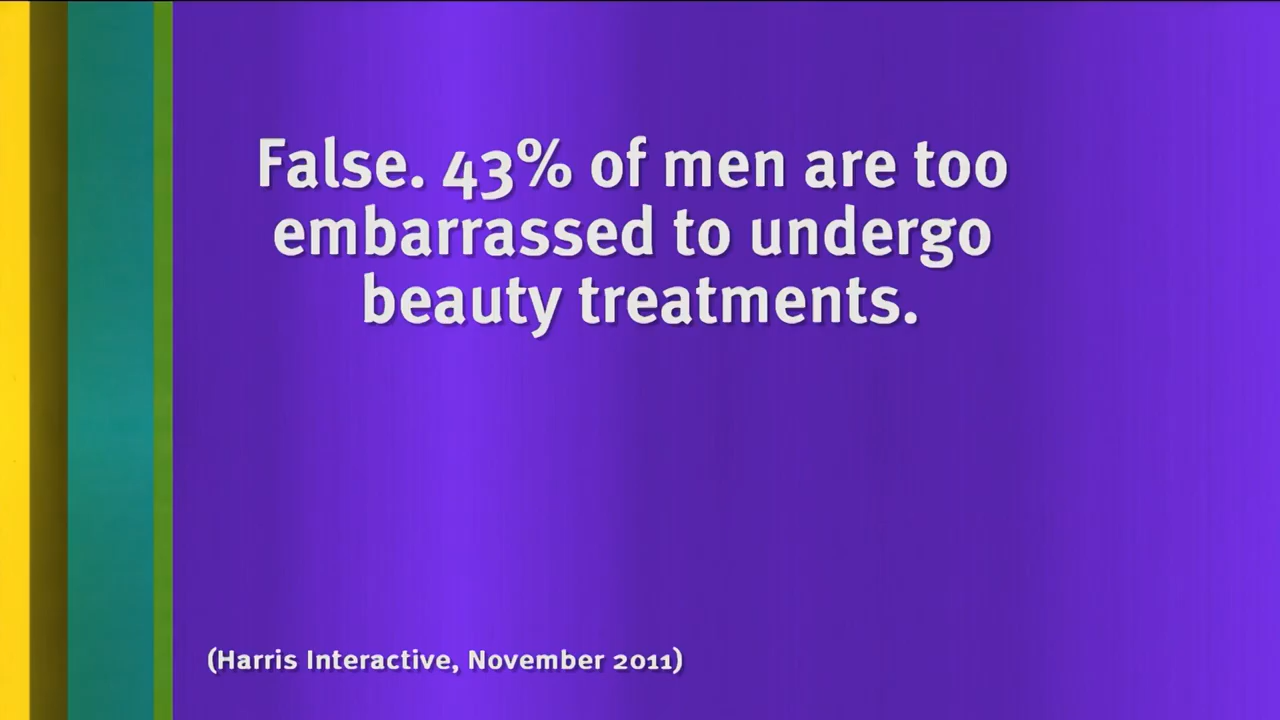 False. 43% of men are too
embarrassed to undergo
beauty treatments.
(Harris Interactive, November 2011)